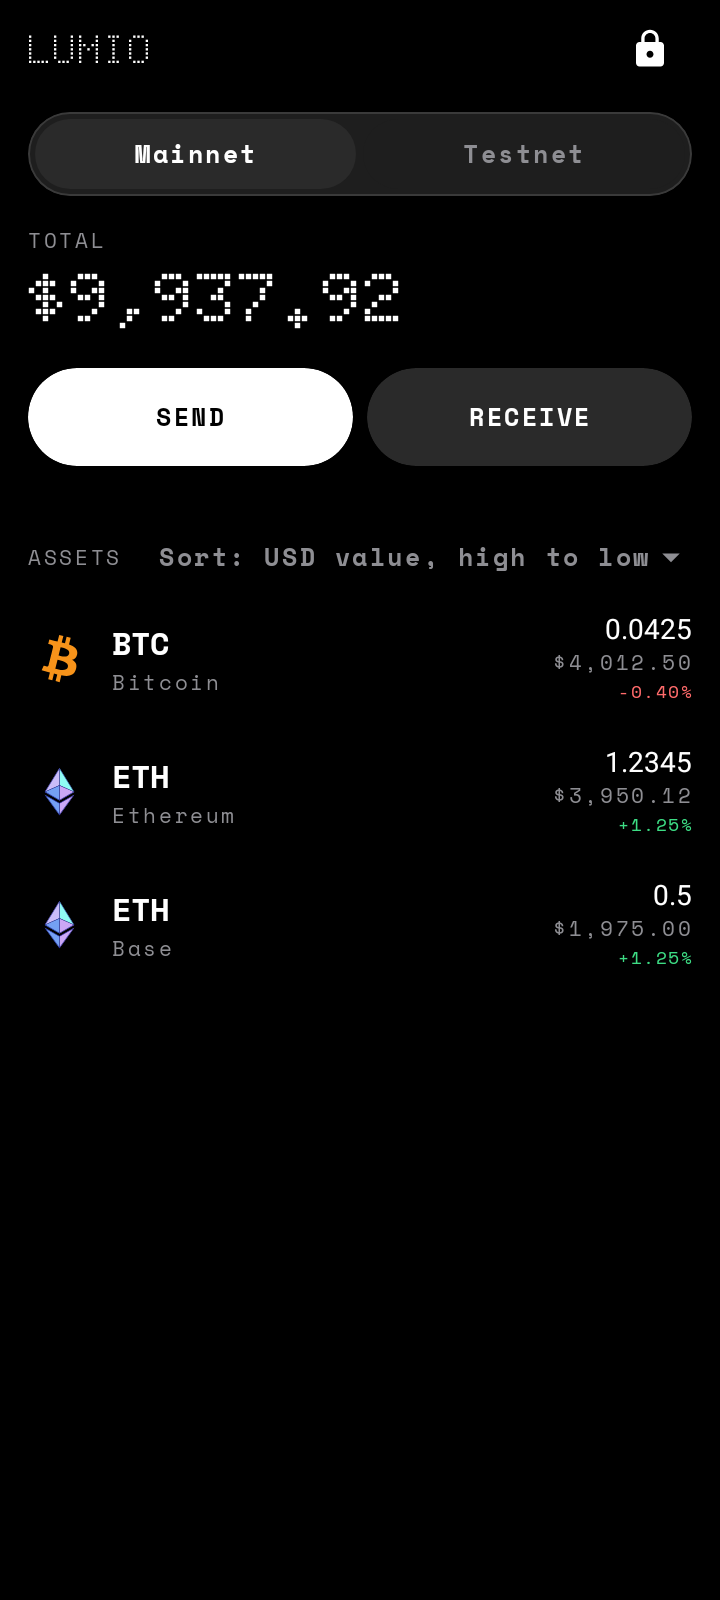 LUMIO
Mainnet Testnet
TOTAL
$9,937.92
SEND RECEIVE
ASSETS Sort: USD value, high to low
BTC
Bitcoin
0.0425
$4,012.50
-0.40%
ETH
Ethereum
1.2345
$3,950.12
+1.25%
ETH
Base
0.5
$1,975.00
+1.25%